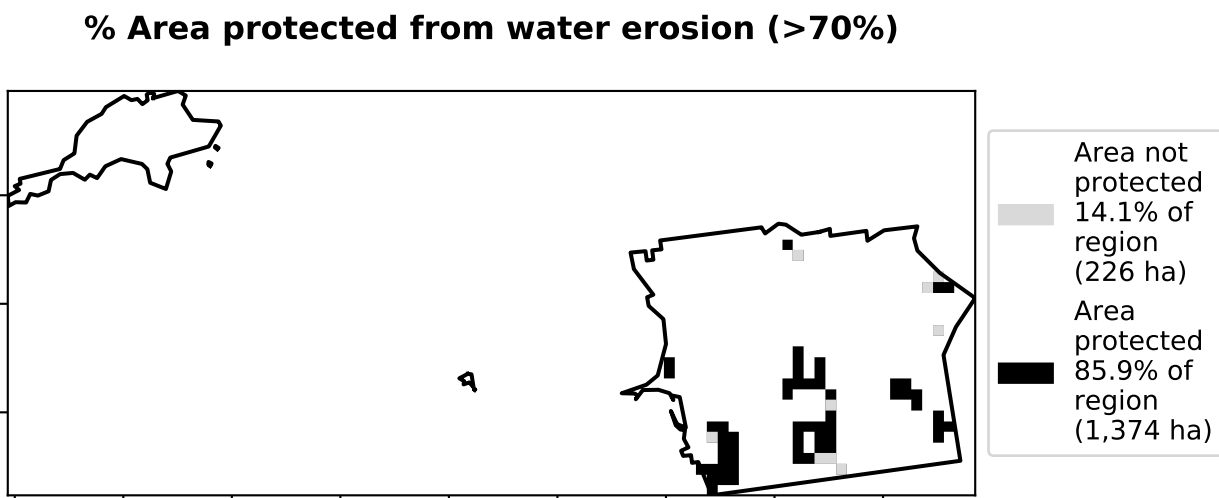 % Area protected from water erosion (>70%)
Area not
protected
14.1% of
region
(226 ha)
Area
protected
85.9% of
region
(1,374 ha)